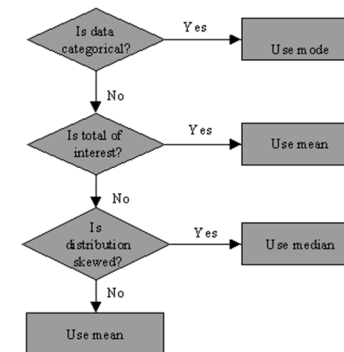 Is data
categorical?
Yes
Use mode
No
Is total of
interest?
Yes
Use mean
No
Is
distribution
skewed?
Yes
Use median
No
Use mean